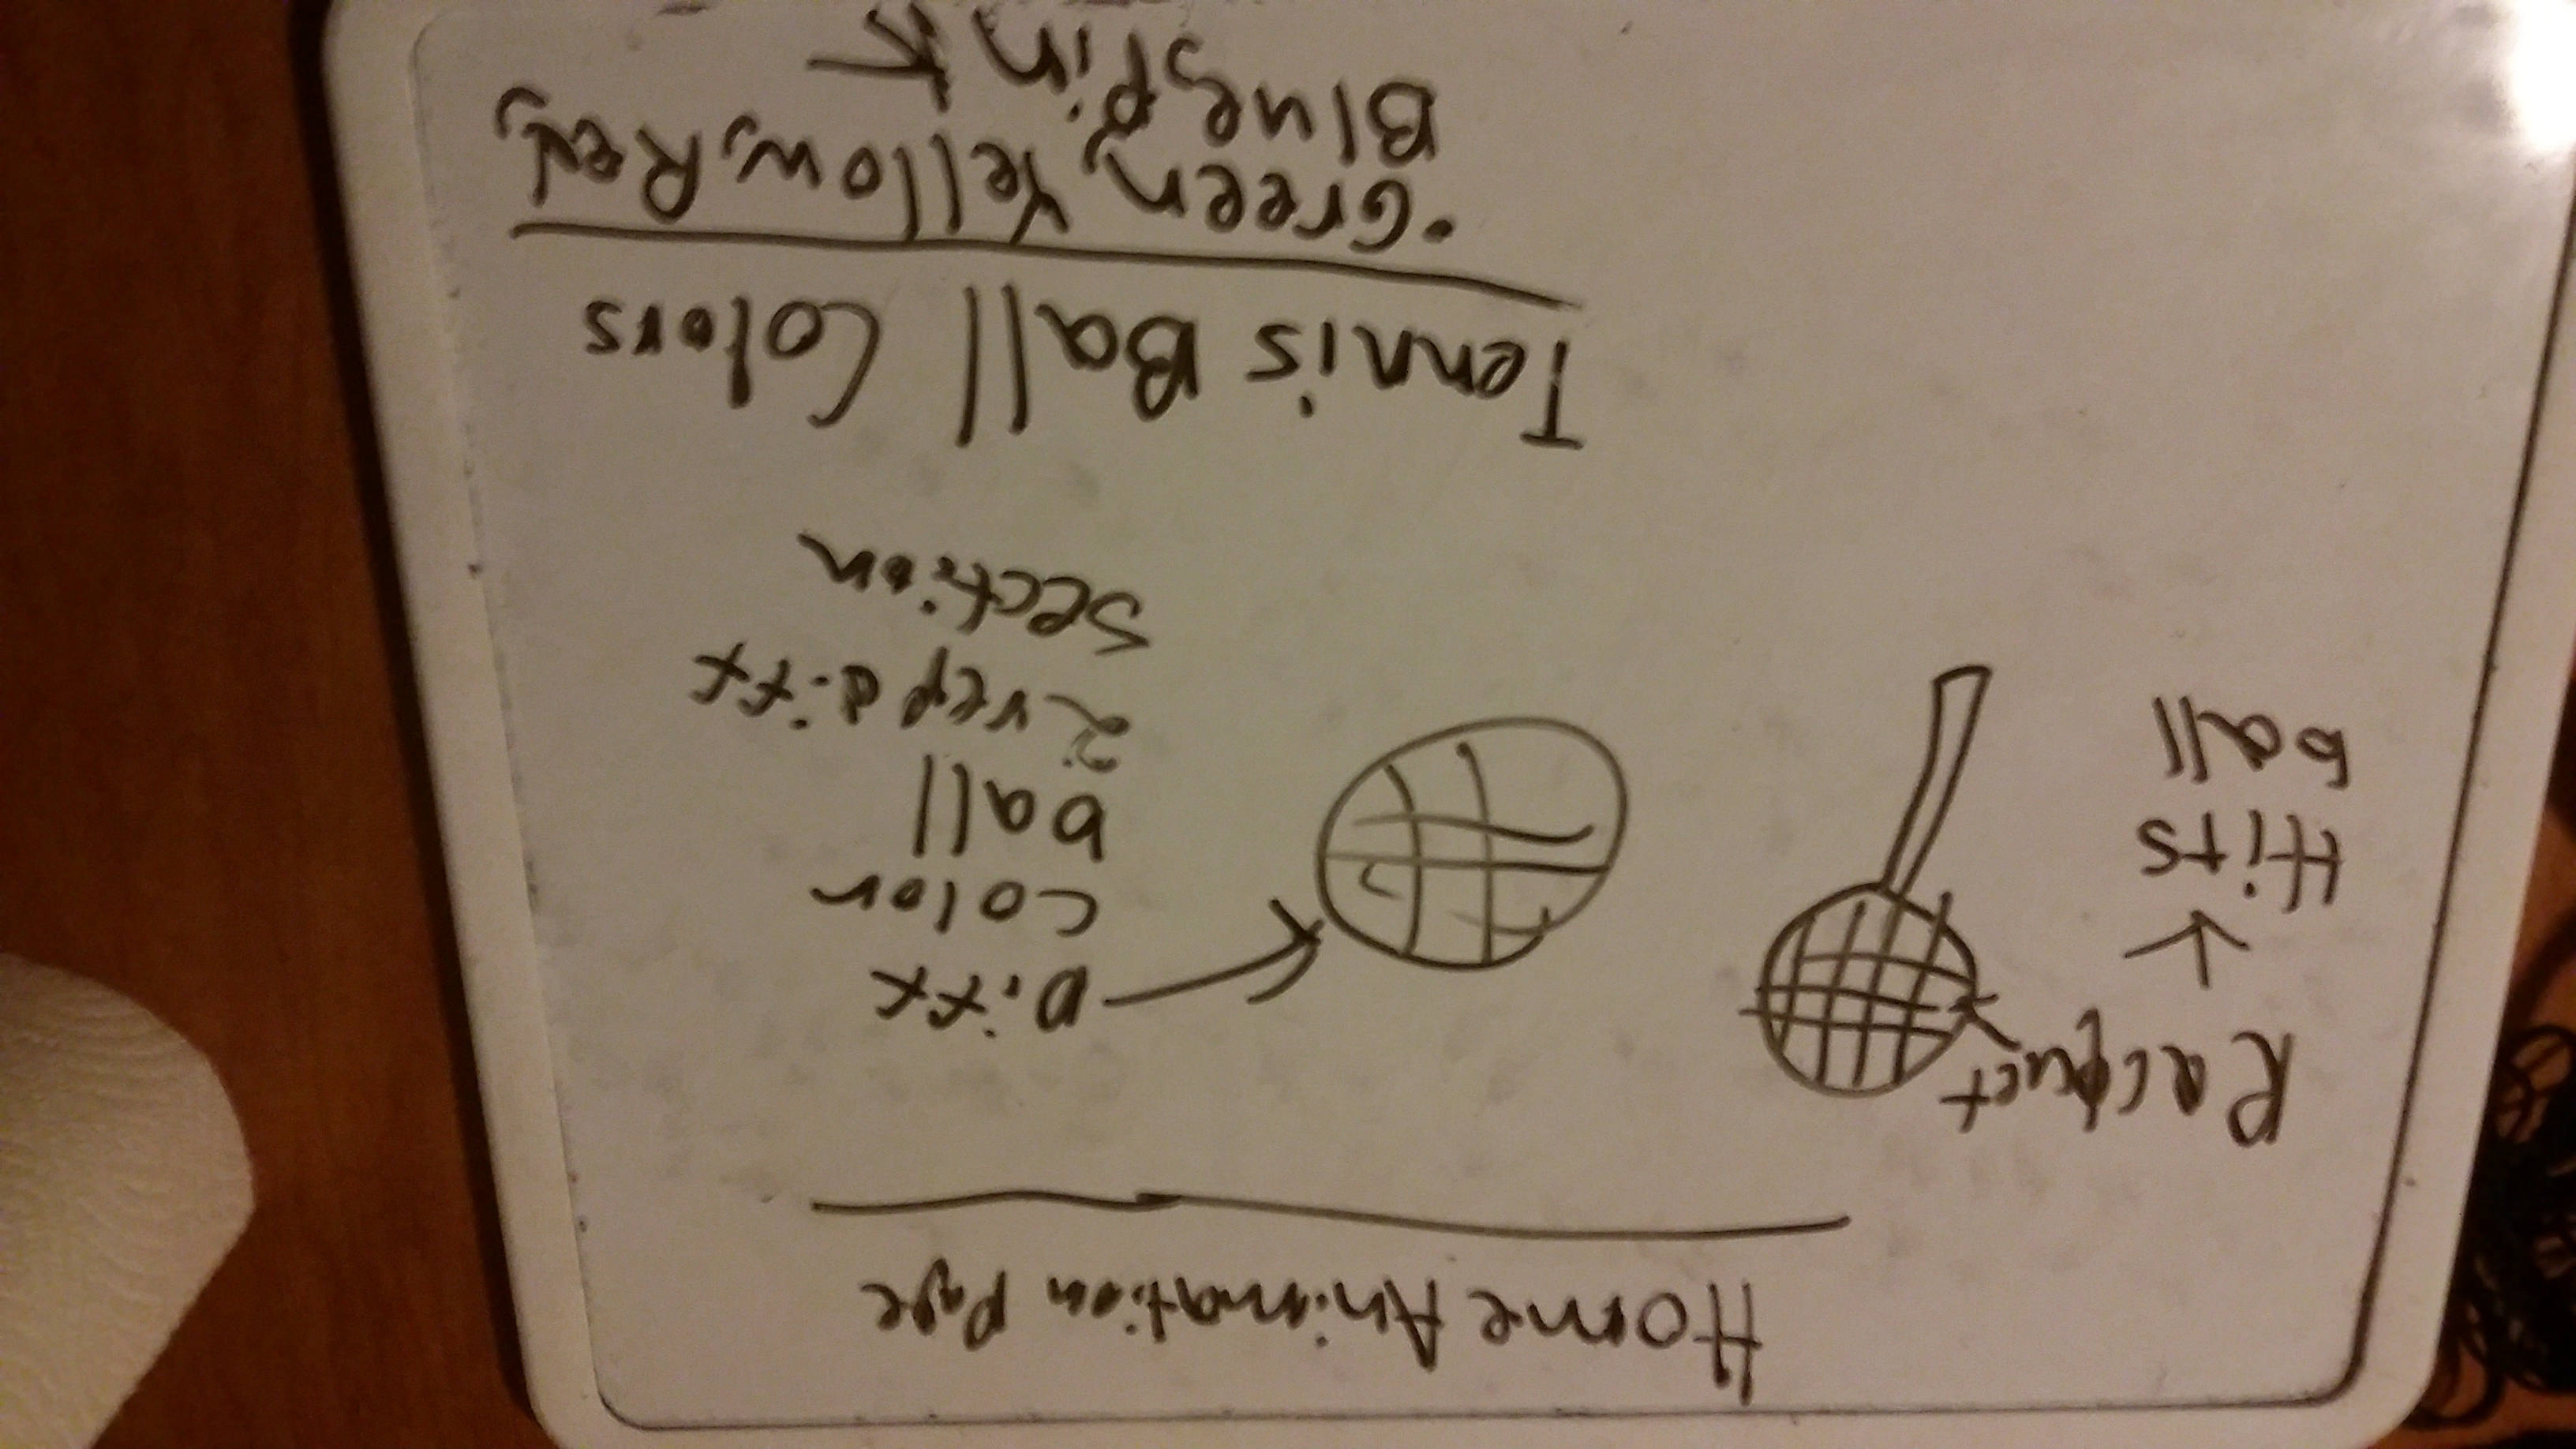 Home Animation Page
Racquet
Hits
ball
Diff
color
ball
2 rep diff
section
Tennis Ball Colors
• Green, Yellow, Red,
Blue, Pink